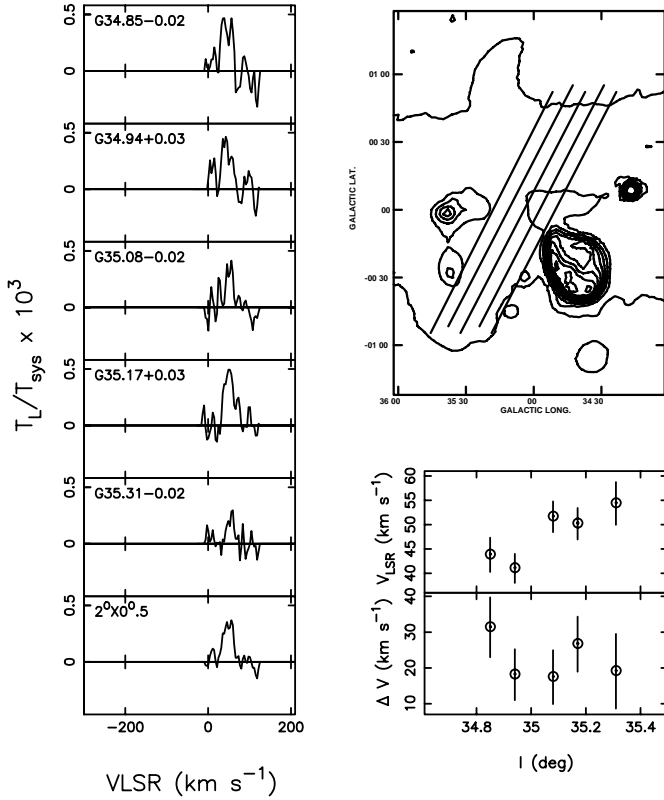 G34.85−0.02
0.5
0
G34.94+0.03
0.5
0
G35.08−0.02
0.5
0
G35.17+0.03
0.5
0
G35.31−0.02
0.5
0
2°X0°.5
0.5
0
−200 0 200
VLSR (km s⁻¹)
T_L/T_sys x 10³
01 00
00 30
00
-00 30
-01 00
GALACTIC LAT.
36 00 35 30 00 34 30
GALACTIC LONG.
60
55
50
45
40
V_LSR (km s⁻¹)
40
30
20
10
Δ V (km s⁻¹)
34.8 35 35.2 35.4
l (deg)